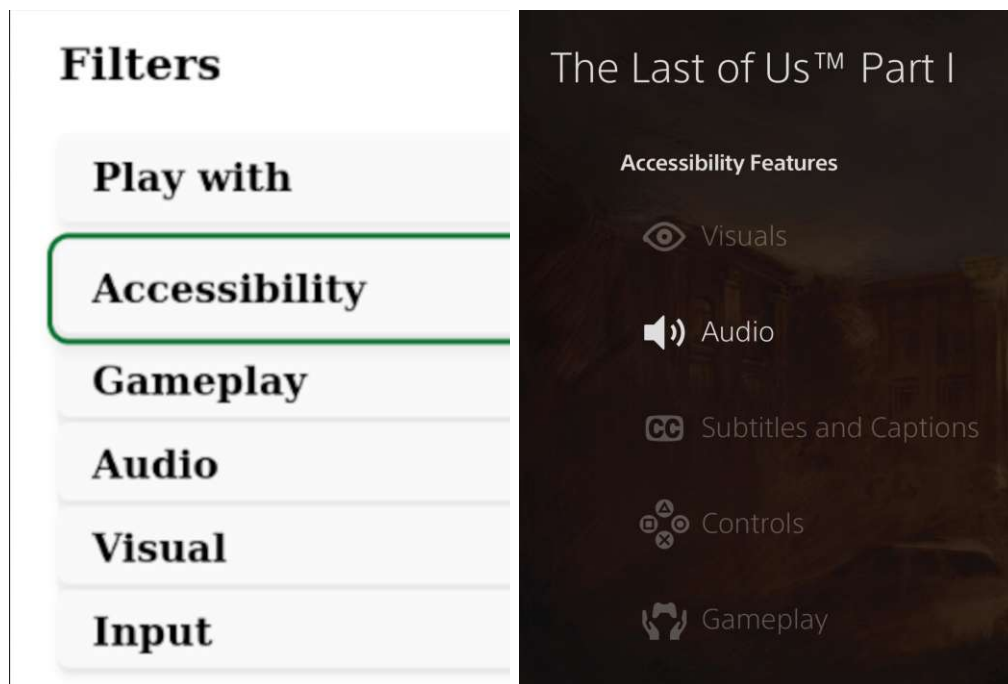 Filters
Play with
Accessibility
Gameplay
Audio
Visual
Input
The Last of Us™ Part I
Accessibility Features
Visuals
Audio
CC Subtitles and Captions
Controls
Gameplay